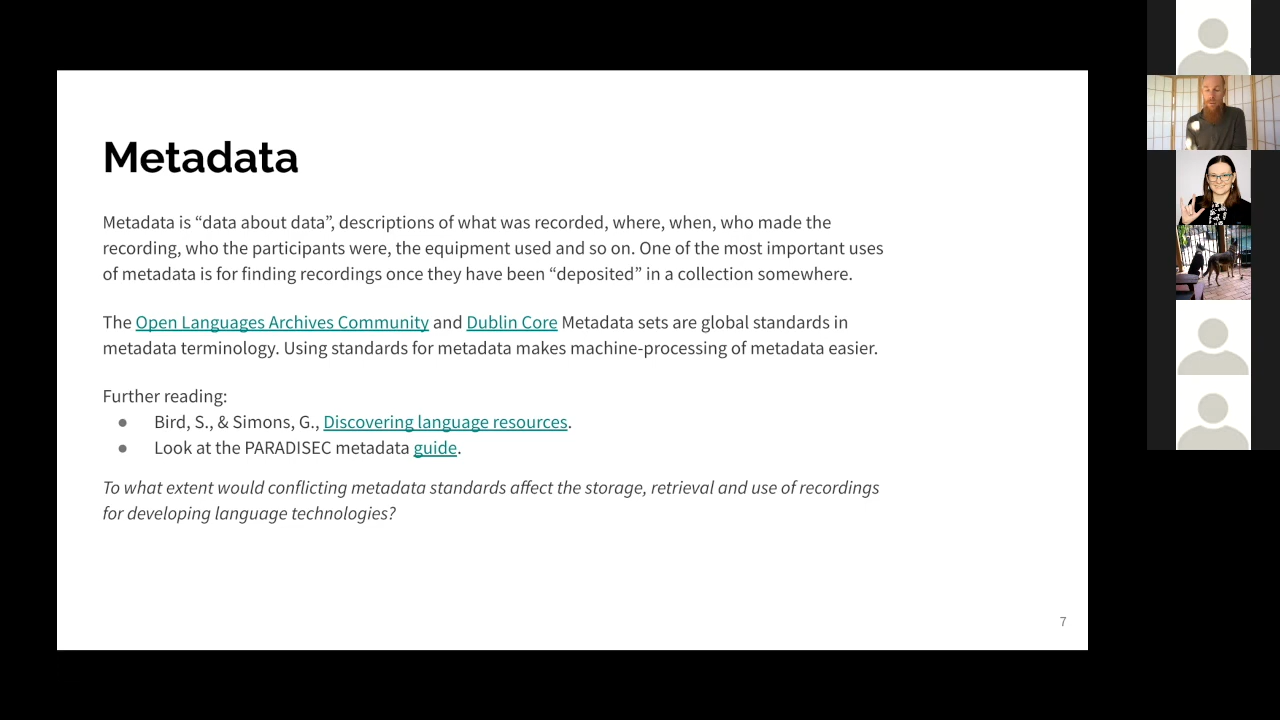 Metadata
Metadata is “data about data”, descriptions of what was recorded, where, when, who made the
recording, who the participants were, the equipment used and so on. One of the most important uses
of metadata is for finding recordings once they have been “deposited” in a collection somewhere.
The Open Languages Archives Community and Dublin Core Metadata sets are global standards in
metadata terminology. Using standards for metadata makes machine-processing of metadata easier.
Further reading:
● Bird, S., & Simons, G., Discovering language resources.
● Look at the PARADISEC metadata guide.
To what extent would conflicting metadata standards affect the storage, retrieval and use of recordings
for developing language technologies?
7